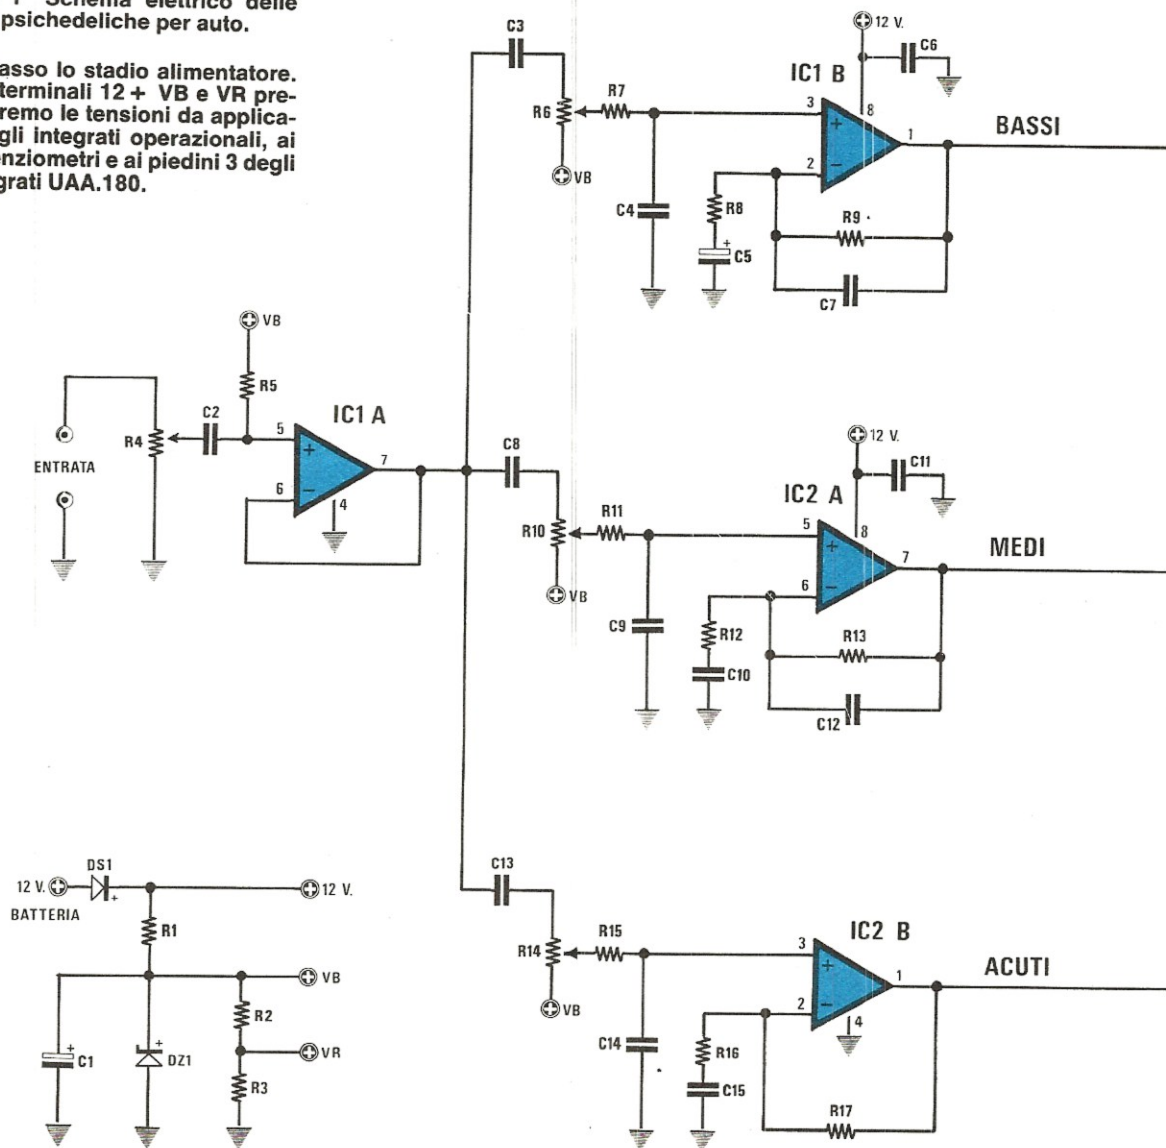 1 Schema elettrico delle
psichedeliche per auto.
asso lo stadio alimentatore.
terminali 12+ VB e VR pre-
remo le tensioni da applica-
gli integrati operazionali, ai
enziometri e ai piedini 3 degli
grati UAA.180.
C3
12 V.
C6
IC1 B
R6
R7
3
8
1
BASSI
2
VB
C4
R8
C5
R9
C7
VB
R5
IC1 A
C2
5
R4
7
ENTRATA
6
4
C8
12 V.
C11
IC2 A
R10
R11
5
8
7
MEDI
6
VB
C9
R12
C10
R13
C12
C13
DS1
12 V.
12 V.
BATTERIA
R1
R14
R15
IC2 B
3
1
ACUTI
2
4
VB
VB
R2
C14
R16
C15
VR
C1
DZ1
R3
R17